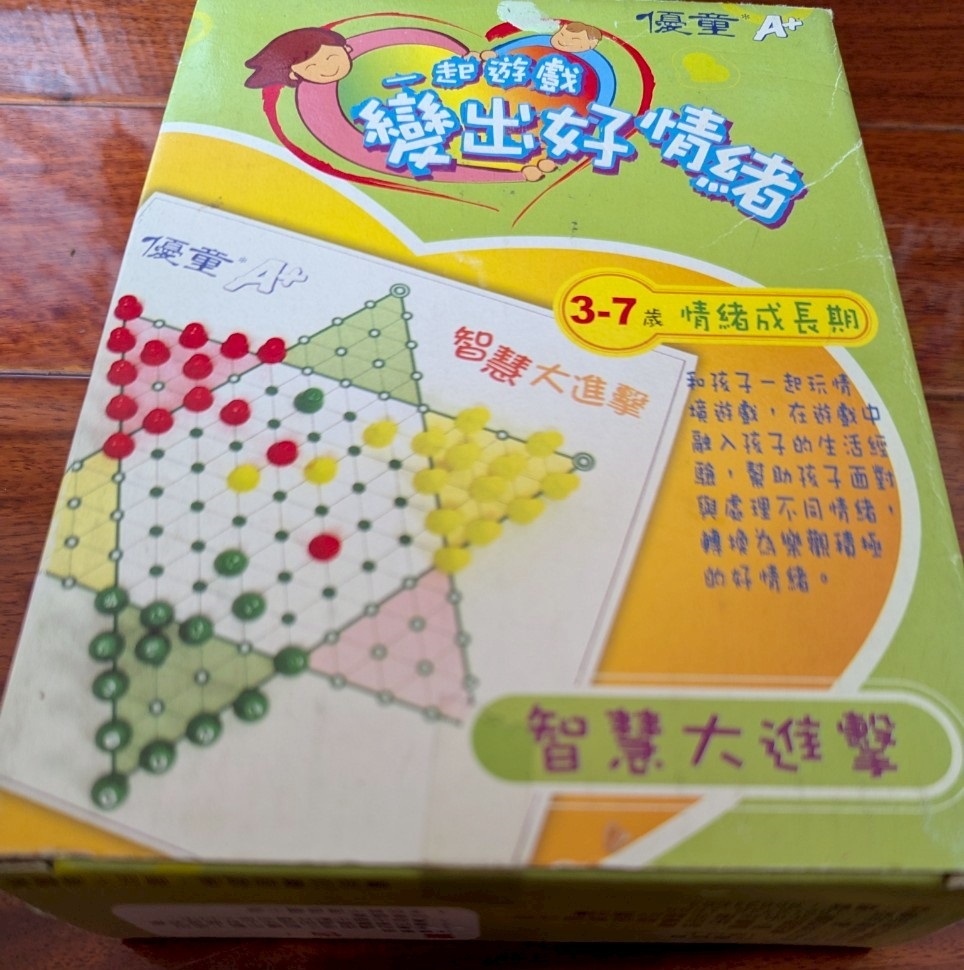 優童 A+
一起遊戲
變出好情緒
優童 A+
智慧大進擊
3-7歲 情緒成長期
和孩子一起玩情
境遊戲，在遊戲中
融入孩子的生活經
驗，幫助孩子面對
與處理不同情緒，
轉換為樂觀積極
的好情緒。
智慧大進擊